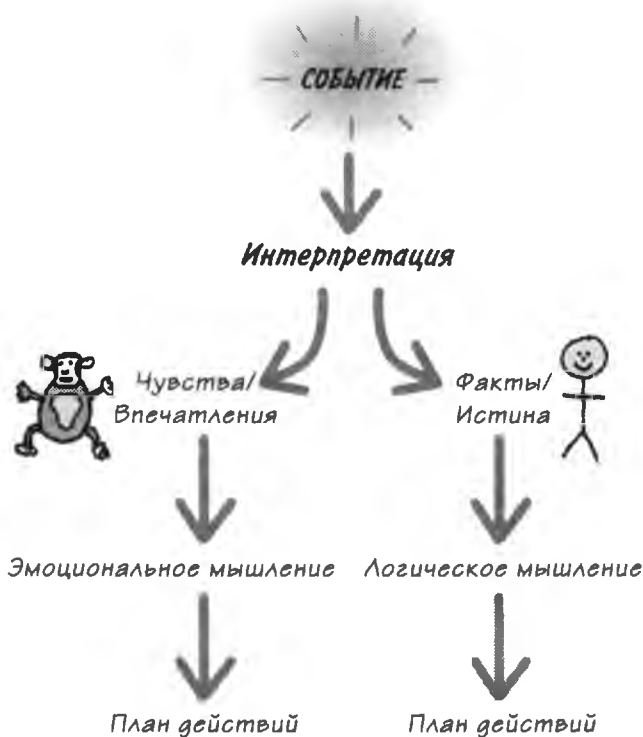 СОБЫТИЕ
Интерпретация
Чувства/
Впечатления
Факты/
Истина
Эмоциональное мышление
Логическое мышление
План действий
План действий